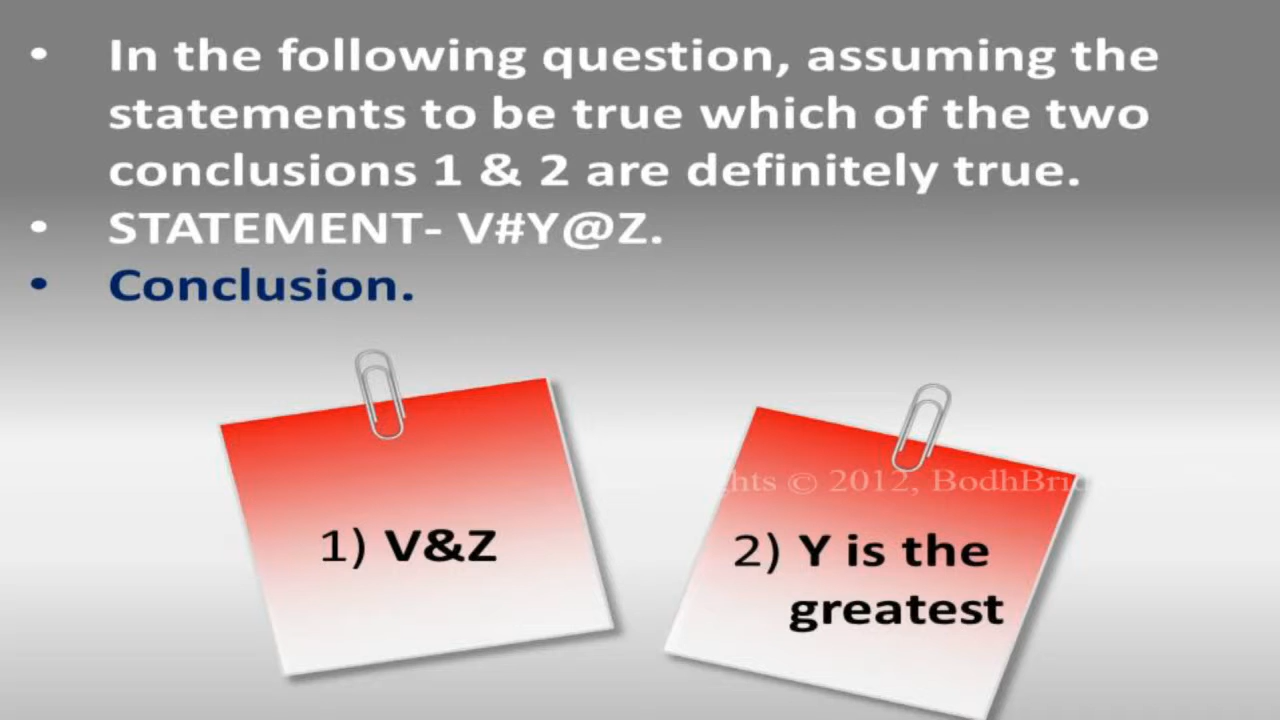 • In the following question, assuming the
statements to be true which of the two
conclusions 1 & 2 are definitely true.
• STATEMENT- V#Y@Z.
• Conclusion.
1) V&Z
© 2012,
2) Y is the
greatest